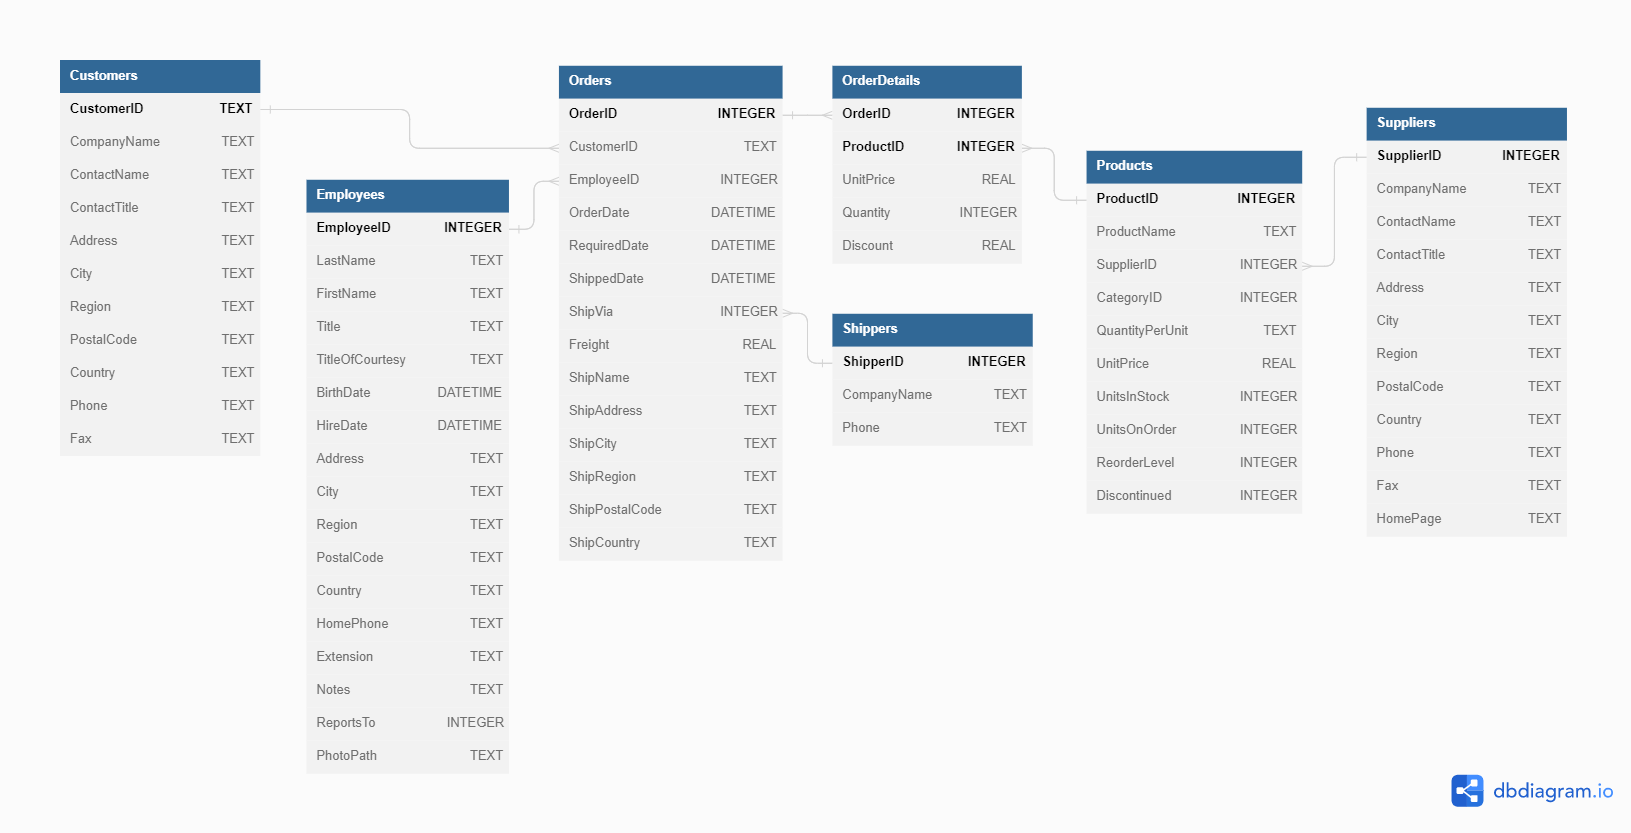 Customers
CustomerID TEXT
CompanyName TEXT
ContactName TEXT
ContactTitle TEXT
Address TEXT
City TEXT
Region TEXT
PostalCode TEXT
Country TEXT
Phone TEXT
Fax TEXT
Employees
EmployeeID INTEGER
LastName TEXT
FirstName TEXT
Title TEXT
TitleOfCourtesy TEXT
BirthDate DATETIME
HireDate DATETIME
Address TEXT
City TEXT
Region TEXT
PostalCode TEXT
Country TEXT
HomePhone TEXT
Extension TEXT
Notes TEXT
ReportsTo INTEGER
PhotoPath TEXT
Orders
OrderID INTEGER
CustomerID TEXT
EmployeeID INTEGER
OrderDate DATETIME
RequiredDate DATETIME
ShippedDate DATETIME
ShipVia INTEGER
Freight REAL
ShipName TEXT
ShipAddress TEXT
ShipCity TEXT
ShipRegion TEXT
ShipPostalCode TEXT
ShipCountry TEXT
OrderDetails
OrderID INTEGER
ProductID INTEGER
UnitPrice REAL
Quantity INTEGER
Discount REAL
Shippers
ShipperID INTEGER
CompanyName TEXT
Phone TEXT
Products
ProductID INTEGER
ProductName TEXT
SupplierID INTEGER
CategoryID INTEGER
QuantityPerUnit TEXT
UnitPrice REAL
UnitsInStock INTEGER
UnitsOnOrder INTEGER
ReorderLevel INTEGER
Discontinued INTEGER
Suppliers
SupplierID INTEGER
CompanyName TEXT
ContactName TEXT
ContactTitle TEXT
Address TEXT
City TEXT
Region TEXT
PostalCode TEXT
Country TEXT
Phone TEXT
Fax TEXT
HomePage TEXT
dbdiagram.io